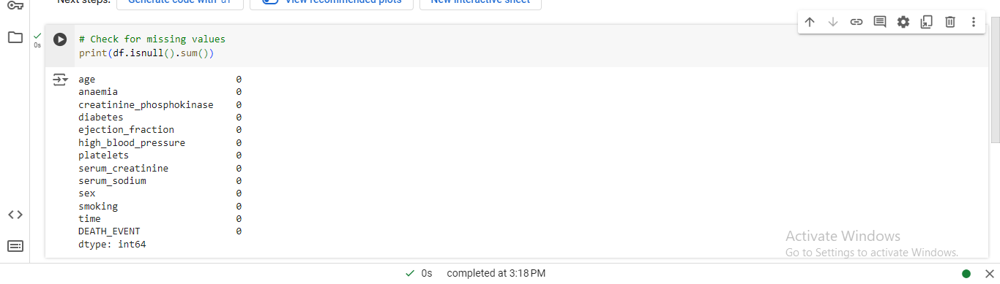 Next steps: Generate code with df View recommended plots New interactive sheet
# Check for missing values
0s
print(df.isnull().sum())
age 0
anaemia 0
creatinine_phosphokinase 0
diabetes 0
ejection_fraction 0
high_blood_pressure 0
platelets 0
serum_creatinine 0
serum_sodium 0
sex 0
smoking 0
time 0
DEATH_EVENT 0
dtype: int64
Activate Windows
Go to Settings to activate Windows.
0s completed at 3:18 PM